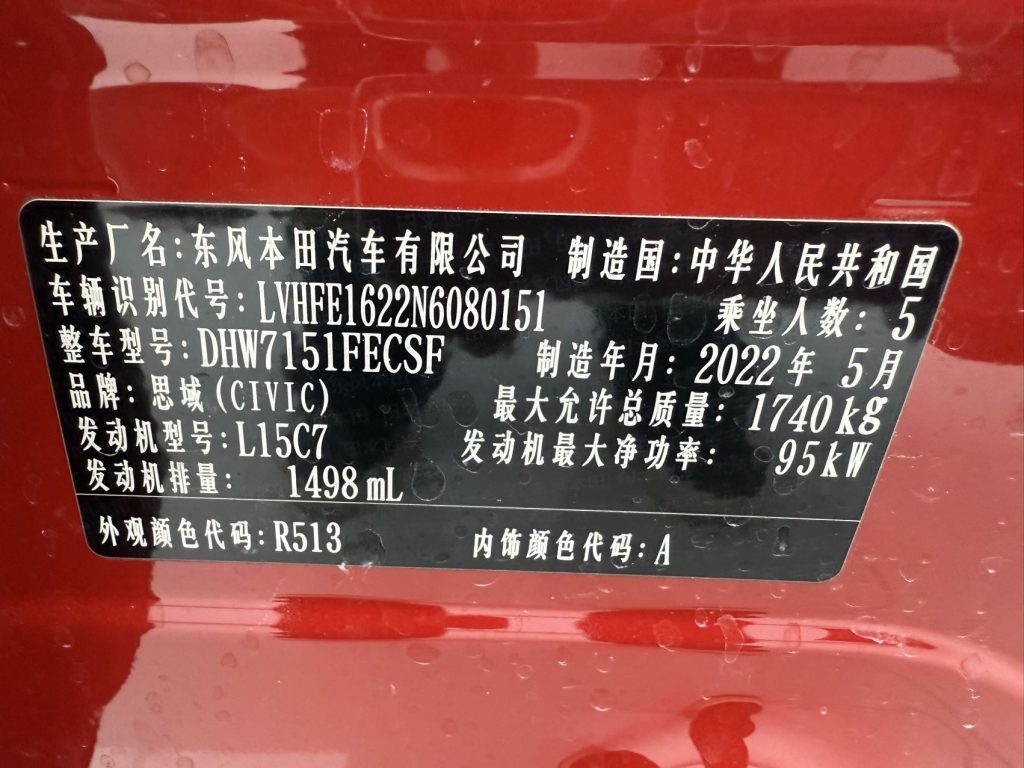 生产厂名:东风本田汽车有限公司 制造国:中华人民共和国
车辆识别代号:LVHFE1622N6080151 乘坐人数:5
整车型号:DHW7151FECSF 制造年月:2022年5月
品牌:思域(CIVIC) 最大允许总质量:1740kg
发动机型号:L15C7 发动机最大净功率:95kW
发动机排量:1498mL
外观颜色代码:R513 内饰颜色代码:A